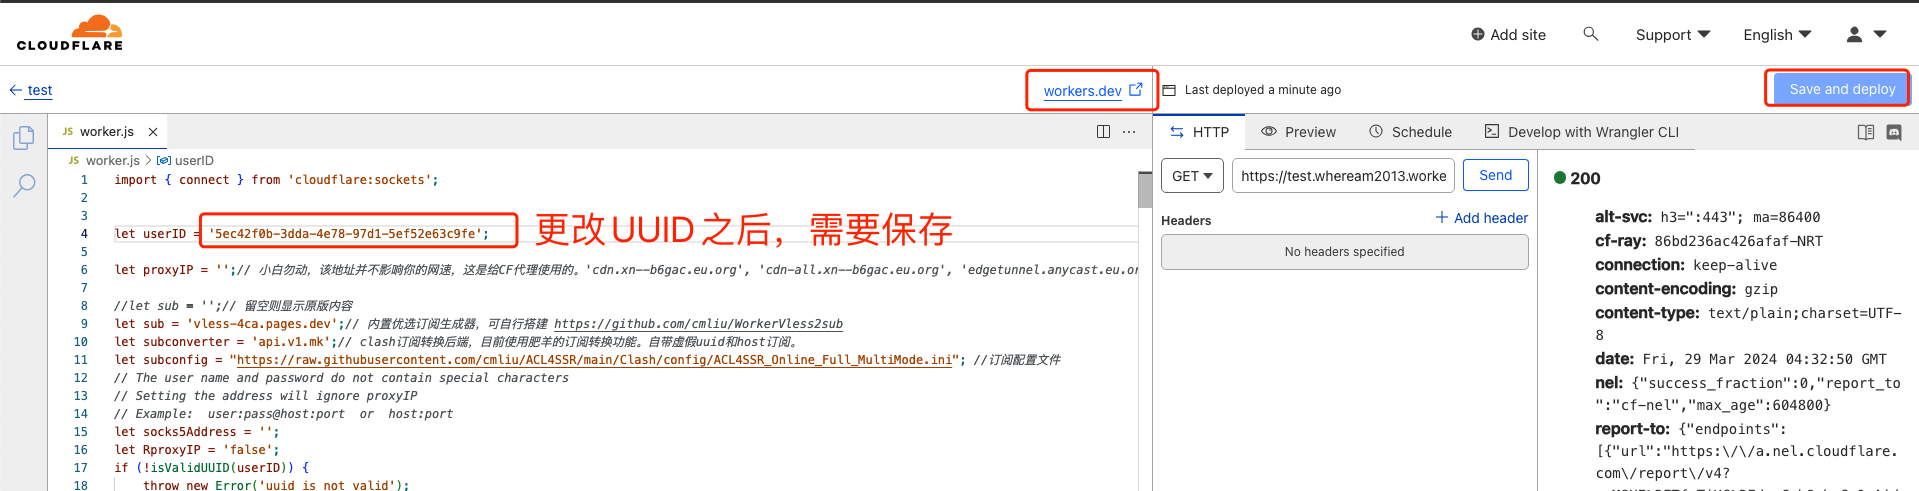 CLOUDFLARE
Add site
Support
English
← test
workers.dev
Last deployed a minute ago
Save and deploy
JS worker.js ×
HTTP
Preview
Schedule
Develop with Wrangler CLI
JS worker.js > userID
1 import { connect } from 'cloudflare:sockets';
2
3
4 let userID = '5ec42f0b-3dda-4e78-97d1-5ef52e63c9fe';
更改 UUID 之后，需要保存
5
6 let proxyIP = '';// 小白勿动，该地址并不影响你的网速，这是给CF代理使用的。'cdn.xn--b6gac.eu.org', 'cdn-all.xn--b6gac.eu.org', 'edgetunnel.anycast.eu.or
7
8 //let sub = '';// 留空则显示原版内容
9 let sub = 'vless-4ca.pages.dev';// 内置优选订阅生成器，可自行搭建 https://github.com/cmliu/WorkerVless2sub
10 let subconverter = 'api.v1.mk';// clash订阅转换后端，目前使用肥羊的订阅转换功能。自带虚假uuid和host订阅。
11 let subconfig = "https://raw.githubusercontent.com/cmliu/ACL4SSR/main/Clash/config/ACL4SSR_Online_Full_MultiMode.ini"; //订阅配置文件
12 // The user name and password do not contain special characters
13 // Setting the address will ignore proxyIP
14 // Example:  user:pass@host:port  or  host:port
15 let socks5Address = '';
16 let RproxyIP = 'false';
17 if (!isValidUUID(userID)) {
18 throw new Error('uuid is not valid');
GET
https://test.wheream2013.worke
Send
Headers
+ Add header
No headers specified
200
alt-svc: h3=":443"; ma=86400
cf-ray: 86bd236ac426afaf-NRT
connection: keep-alive
content-encoding: gzip
content-type: text/plain;charset=UTF-
8
date: Fri, 29 Mar 2024 04:32:50 GMT
nel: {"success_fraction":0,"report_to
":"cf-nel","max_age":604800}
report-to: {"endpoints":
[{"url":"https:\/\/a.nel.cloudflare.
com\/report\/v4?